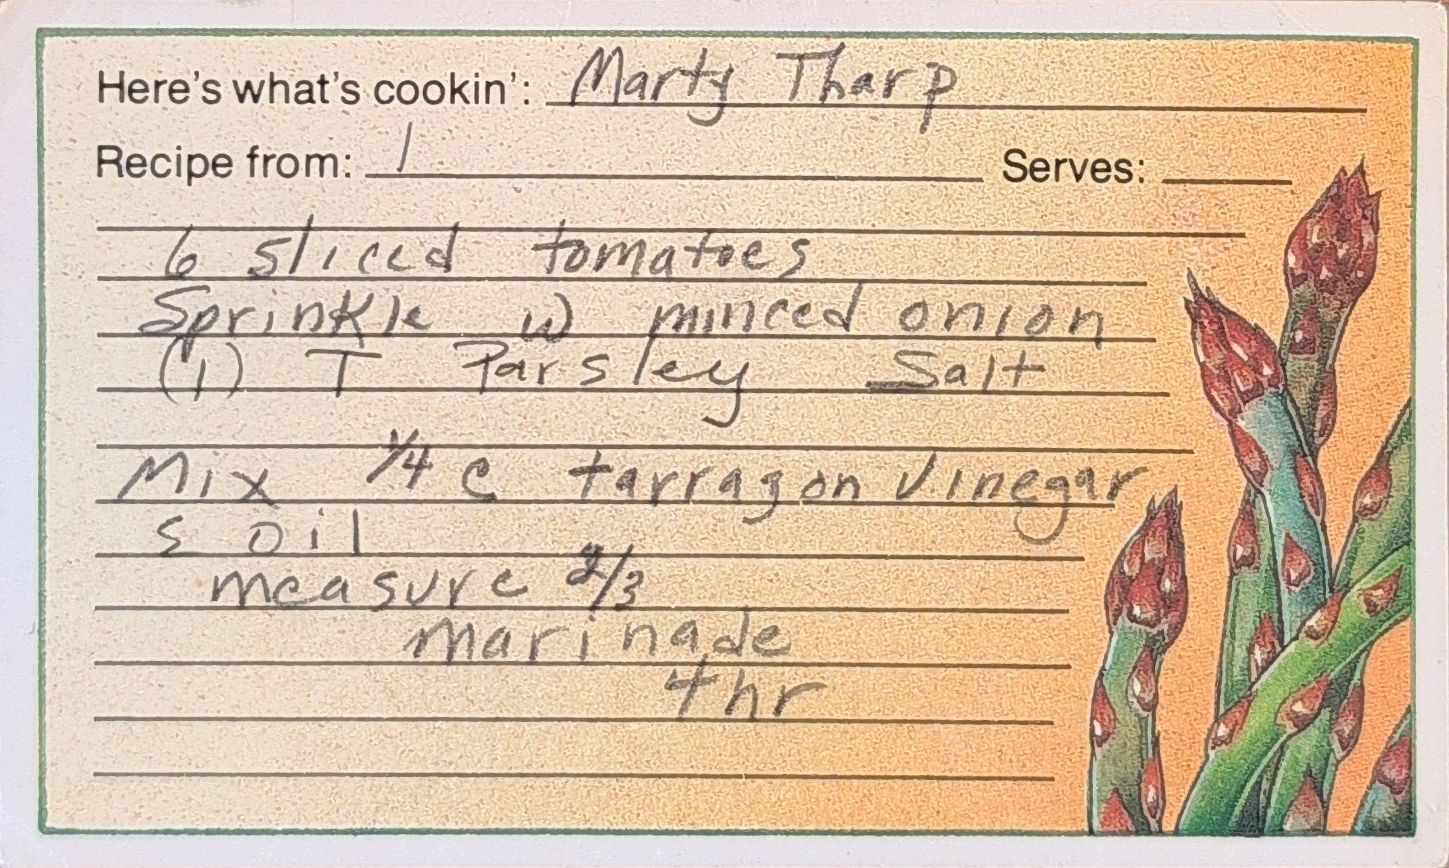 Here's what's cookin': Marty Tharp
Recipe from: 1 Serves:
6 sliced tomatoes
Sprinkle w minced onion
(1) T Parsley Salt
Mix 1/4 c tarragon Vinegar
s oil
measure 2/3
marinade
4hr